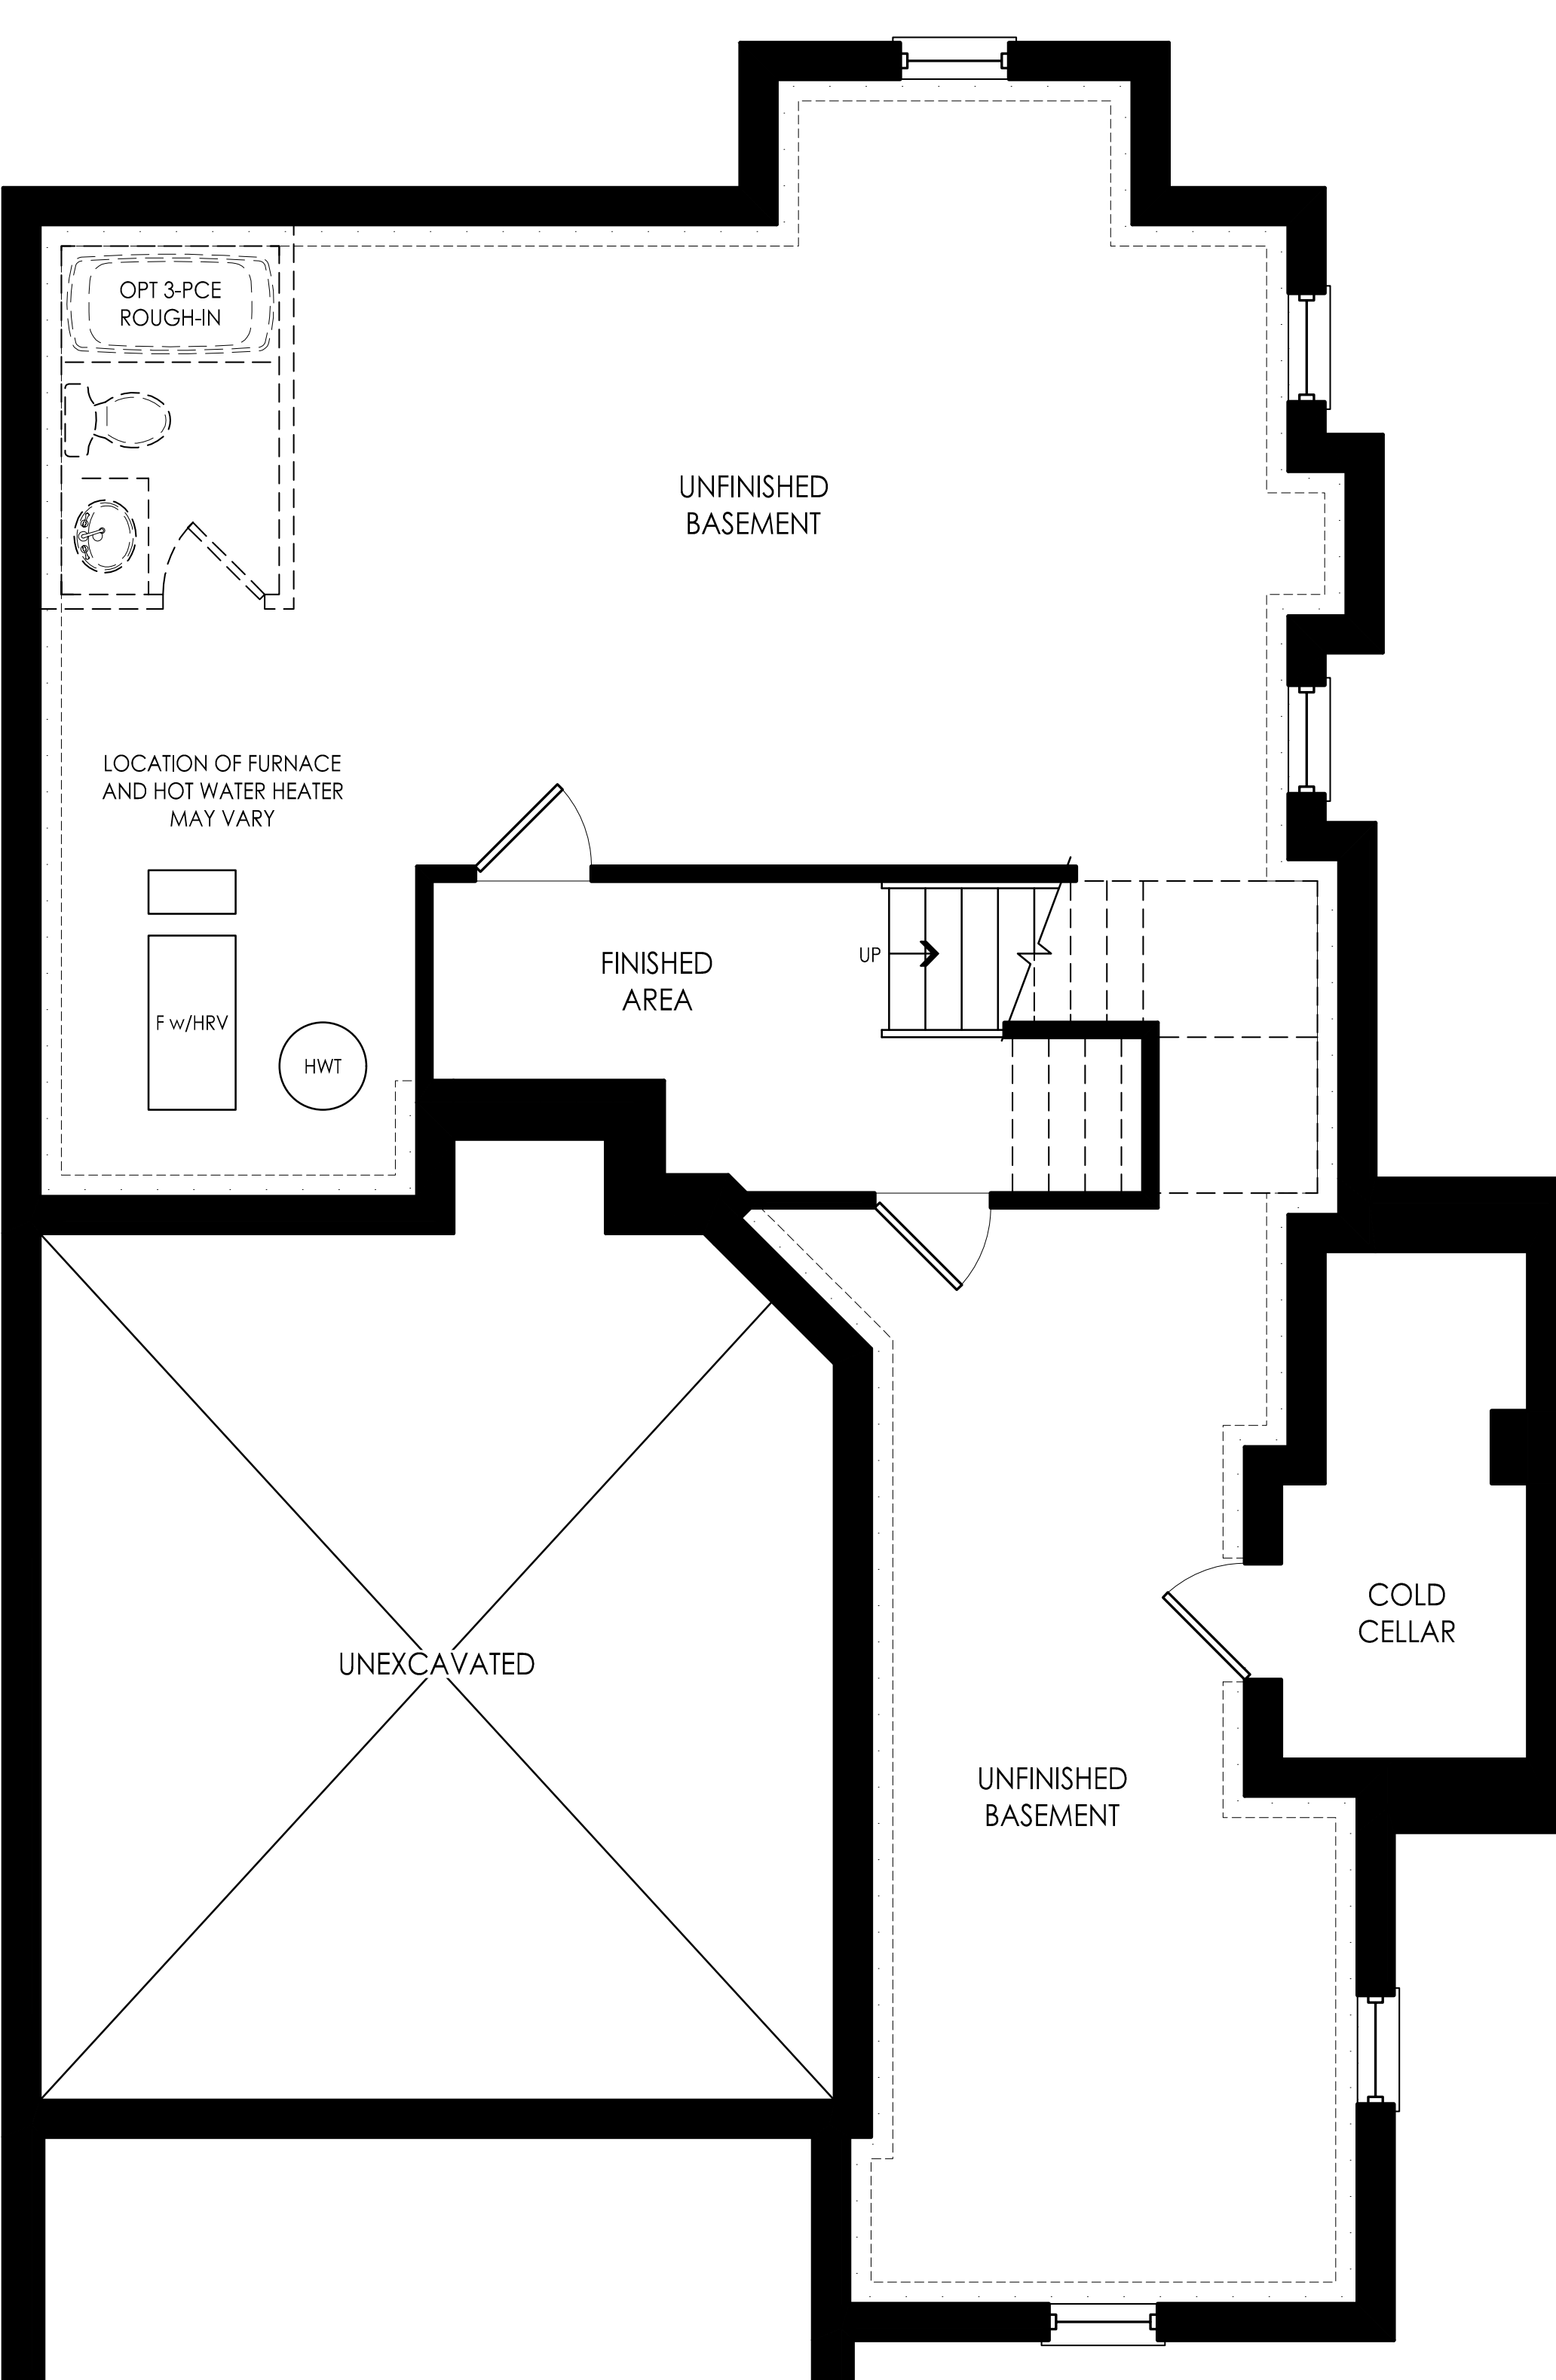 OPT 3-PCE
ROUGH-IN
UNFINISHED
BASEMENT
LOCATION OF FURNACE
AND HOT WATER HEATER
MAY VARY
FINISHED
AREA
UP
F w/HRV
HWT
COLD
CELLAR
UNEXCAVATED
UNFINISHED
BASEMENT